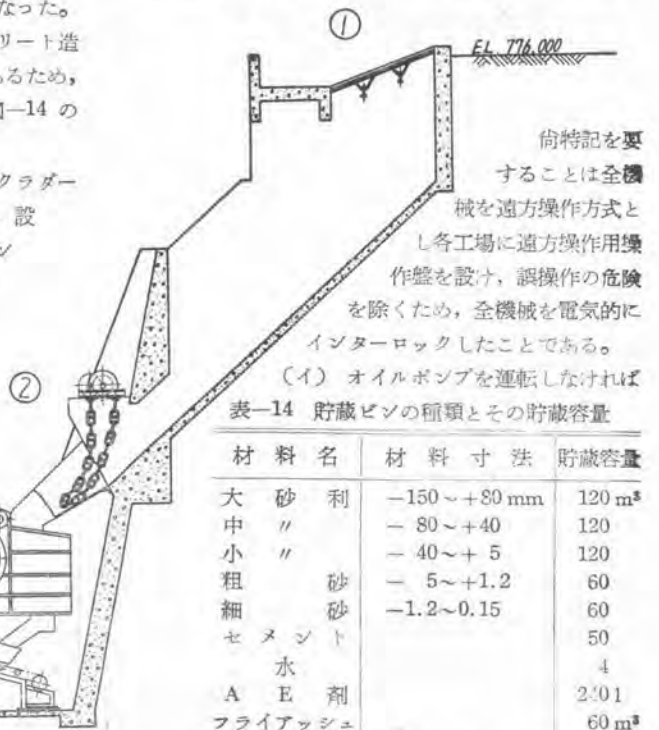 なった。
リート造
るため,
—14 の
クラダー
設
①
EL 776,000
②
尚特記を要
することは全機
械を遠方操作方式と
し各工場に遠方操作用操
作盤を設け, 誤操作の危険
を除くため, 全機械を電気的に
インターロックしたことである。
(イ) オイルポンプを運転しなければ
表—14 貯蔵ビンの種類とその貯蔵容量
材料名 材料寸法 貯蔵容量
大砂利 −150～+80 mm 120 m³
中 〃 − 80～+40 120
小 〃 − 40～+ 5 120
粗砂 − 5～+1.2 60
細砂 −1.2～0.15 60
セメント 50
水 4
AE剤
フライアッシュ 60 m³